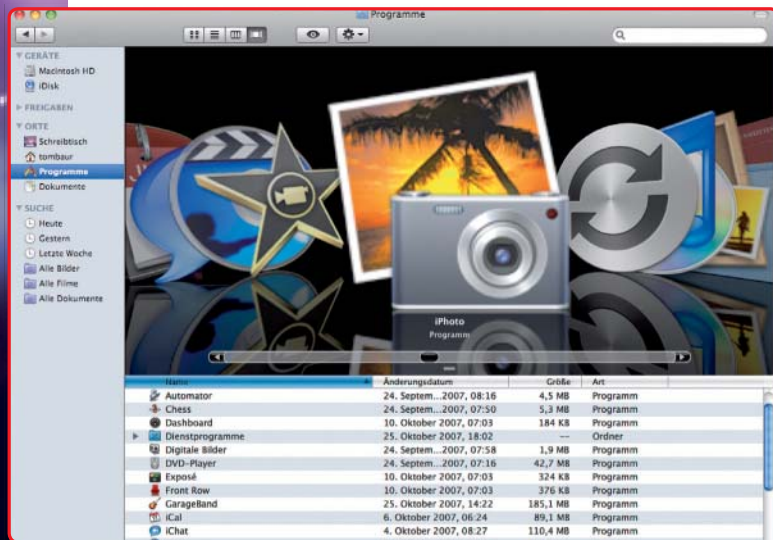 Programme
GERÄTE
Macintosh HD
iDisk
FREIGABEN
ORTE
Schreibtisch
tombaur
Programme
Dokumente
SUCHE
Heute
Gestern
Letzte Woche
Alle Bilder
Alle Filme
Alle Dokumente
iPhoto
Programm
Name Änderungsdatum Größe Art
Automator 24. Septem...2007, 08:16 4,5 MB Programm
Chess 24. Septem...2007, 07:50 5,3 MB Programm
Dashboard 10. Oktober 2007, 07:03 184 KB Programm
Dienstprogramme 25. Oktober 2007, 18:02 -- Ordner
Digitale Bilder 24. Septem...2007, 07:58 1,9 MB Programm
DVD-Player 24. Septem...2007, 07:16 42,7 MB Programm
Exposé 10. Oktober 2007, 07:03 324 KB Programm
Front Row 10. Oktober 2007, 07:03 376 KB Programm
GarageBand 25. Oktober 2007, 14:22 185,1 MB Programm
iCal 6. Oktober 2007, 06:24 89,1 MB Programm
iChat 4. Oktober 2007, 08:27 110,4 MB Programm